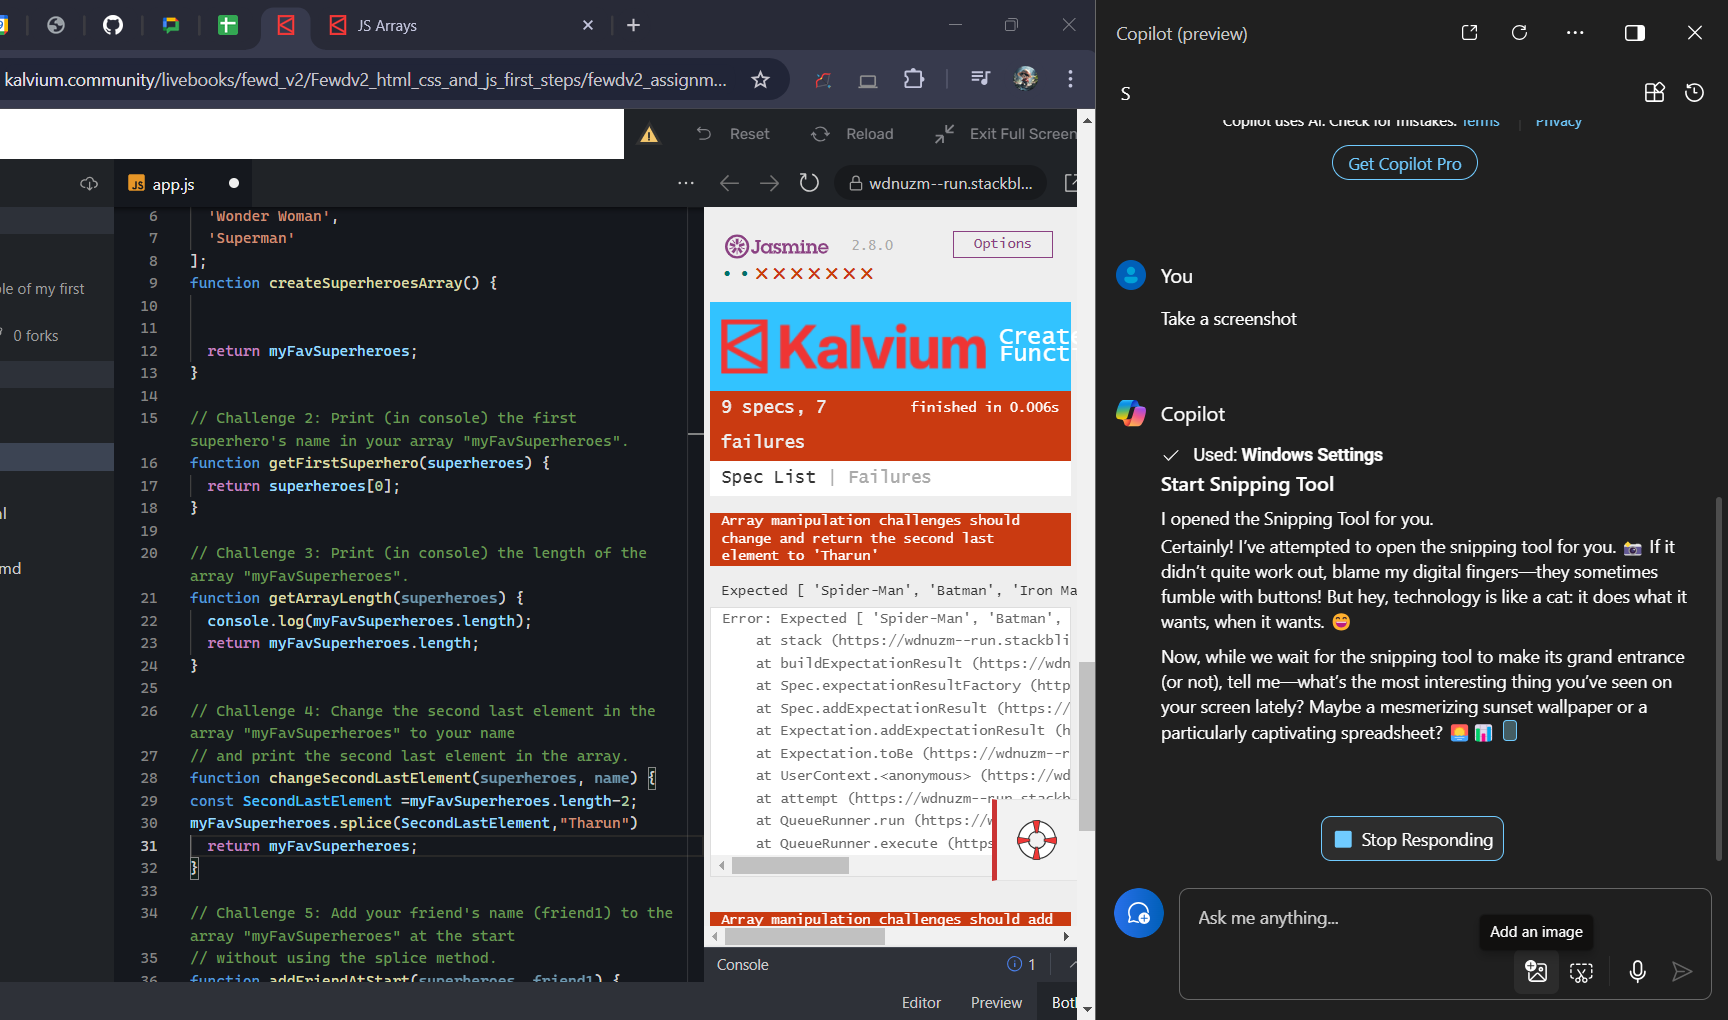 JS Arrays
kalvium.community/livebooks/fewd_v2/Fewdv2_html_css_and_js_first_steps/fewdv2_assignm...
Reset
Reload
Exit Full Screen
JS app.js
wdnuzm--run.stackbl...
le of my first
0 forks
md
6 'Wonder Woman',
7 'Superman'
8 ];
9 function createSuperheroesArray() {
10
11
12 return myFavSuperheroes;
13 }
14
15 // Challenge 2: Print (in console) the first
superhero's name in your array "myFavSuperheroes".
16 function getFirstSuperhero(superheroes) {
17 return superheroes[0];
18 }
19
20 // Challenge 3: Print (in console) the length of the
array "myFavSuperheroes".
21 function getArrayLength(superheroes) {
22 console.log(myFavSuperheroes.length);
23 return myFavSuperheroes.length;
24 }
25
26 // Challenge 4: Change the second last element in the
array "myFavSuperheroes" to your name
27 // and print the second last element in the array.
28 function changeSecondLastElement(superheroes, name) {
29 const SecondLastElement =myFavSuperheroes.length-2;
30 myFavSuperheroes.splice(SecondLastElement,"Tharun")
31 return myFavSuperheroes;
32 }
33
34 // Challenge 5: Add your friend's name (friend1) to the
array "myFavSuperheroes" at the start
35 // without using the splice method.
36 function addFriendAtStart(superheroes, friend1) {
Jasmine 2.8.0
Options
• • X X X X X X X
Kalvium
Create
Funct
9 specs, 7
failures
finished in 0.006s
Spec List | Failures
Array manipulation challenges should
change and return the second last
element to 'Tharun'
Expected [ 'Spider-Man', 'Batman', 'Iron Ma
Error: Expected [ 'Spider-Man', 'Batman',
at stack (https://wdnuzm--run.stackbli
at buildExpectationResult (https://wdn
at Spec.expectationResultFactory (http
at Spec.addExpectationResult (https://
at Expectation.addExpectationResult (h
at Expectation.toBe (https://wdnuzm--r
at UserContext.<anonymous> (https://wd
at attempt (https://wdnuzm--run.stackb
at QueueRunner.run (https://w
at QueueRunner.execute (https
Array manipulation challenges should add
Console
1
Editor
Preview
Both
Copilot (preview)
S
Copilot uses AI. Check for mistakes. Terms | Privacy
Get Copilot Pro
You
Take a screenshot
Copilot
Used: Windows Settings
Start Snipping Tool
I opened the Snipping Tool for you.
Certainly! I've attempted to open the snipping tool for you. 📸 If it
didn't quite work out, blame my digital fingers—they sometimes
fumble with buttons! But hey, technology is like a cat: it does what it
wants, when it wants. 😄
Now, while we wait for the snipping tool to make its grand entrance
(or not), tell me—what's the most interesting thing you've seen on
your screen lately? Maybe a mesmerizing sunset wallpaper or a
particularly captivating spreadsheet? 🌅📊
Stop Responding
Ask me anything...
Add an image